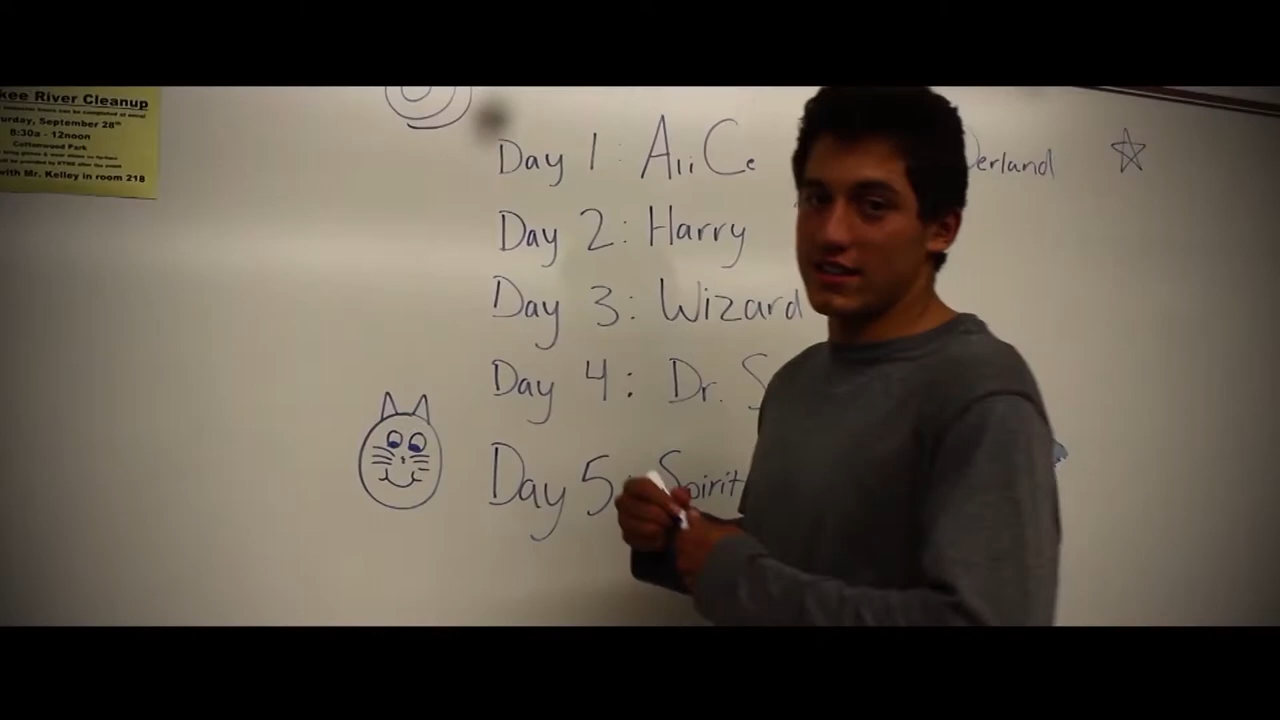 kee River Cleanup
urday, September 28th
8:30a - 12noon
Cottonwood Park
with Mr. Kelley in room 218
Day 1: AliCe erland
Day 2: Harry
Day 3: Wizard
Day 4: Dr. S
Day 5: Spirit